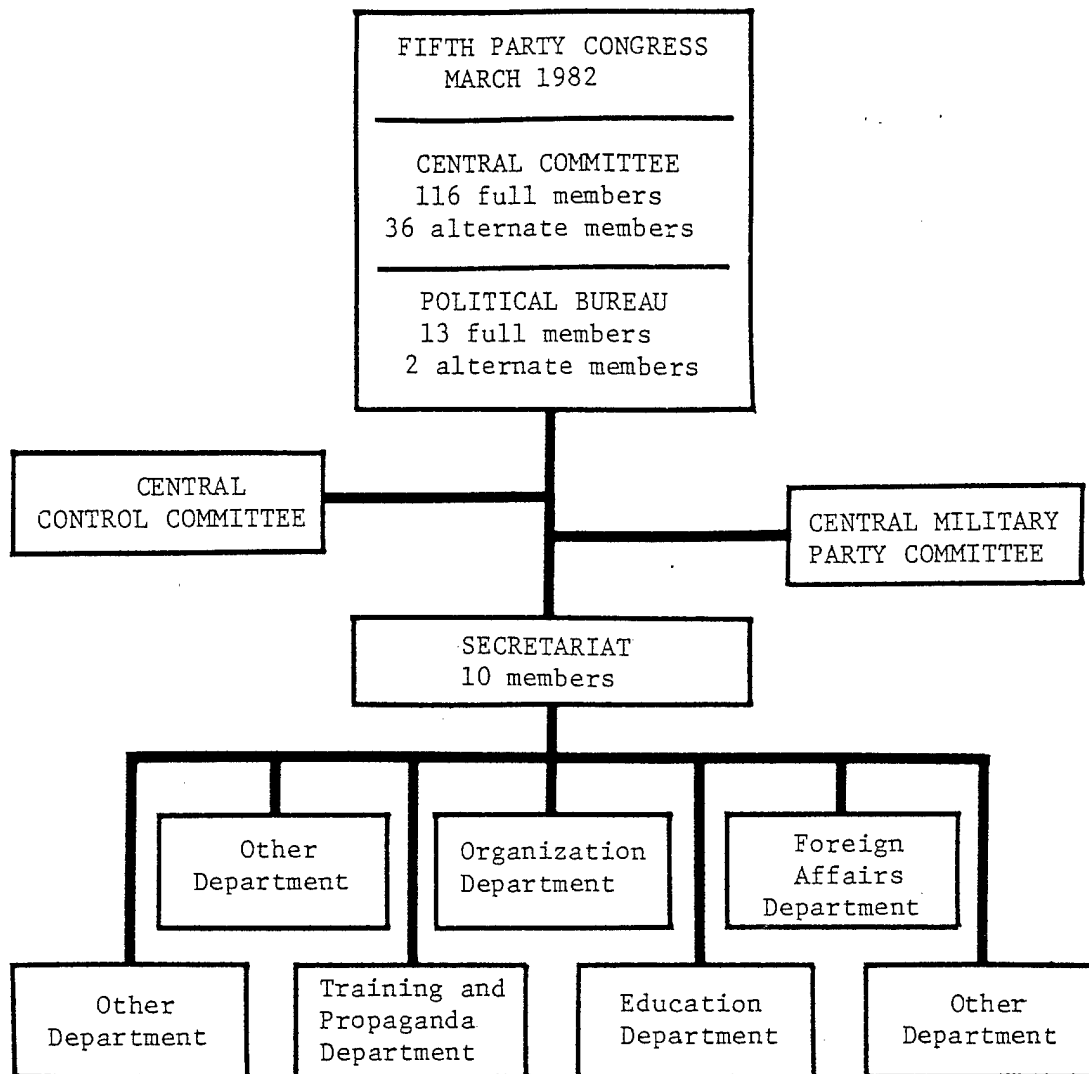 FIFTH PARTY CONGRESS
MARCH 1982
CENTRAL COMMITTEE
116 full members
36 alternate members
POLITICAL BUREAU
13 full members
2 alternate members
CENTRAL
CONTROL COMMITTEE
CENTRAL MILITARY
PARTY COMMITTEE
SECRETARIAT
10 members
Other
Department
Organization
Department
Foreign
Affairs
Department
Other
Department
Training and
Propaganda
Department
Education
Department
Other
Department